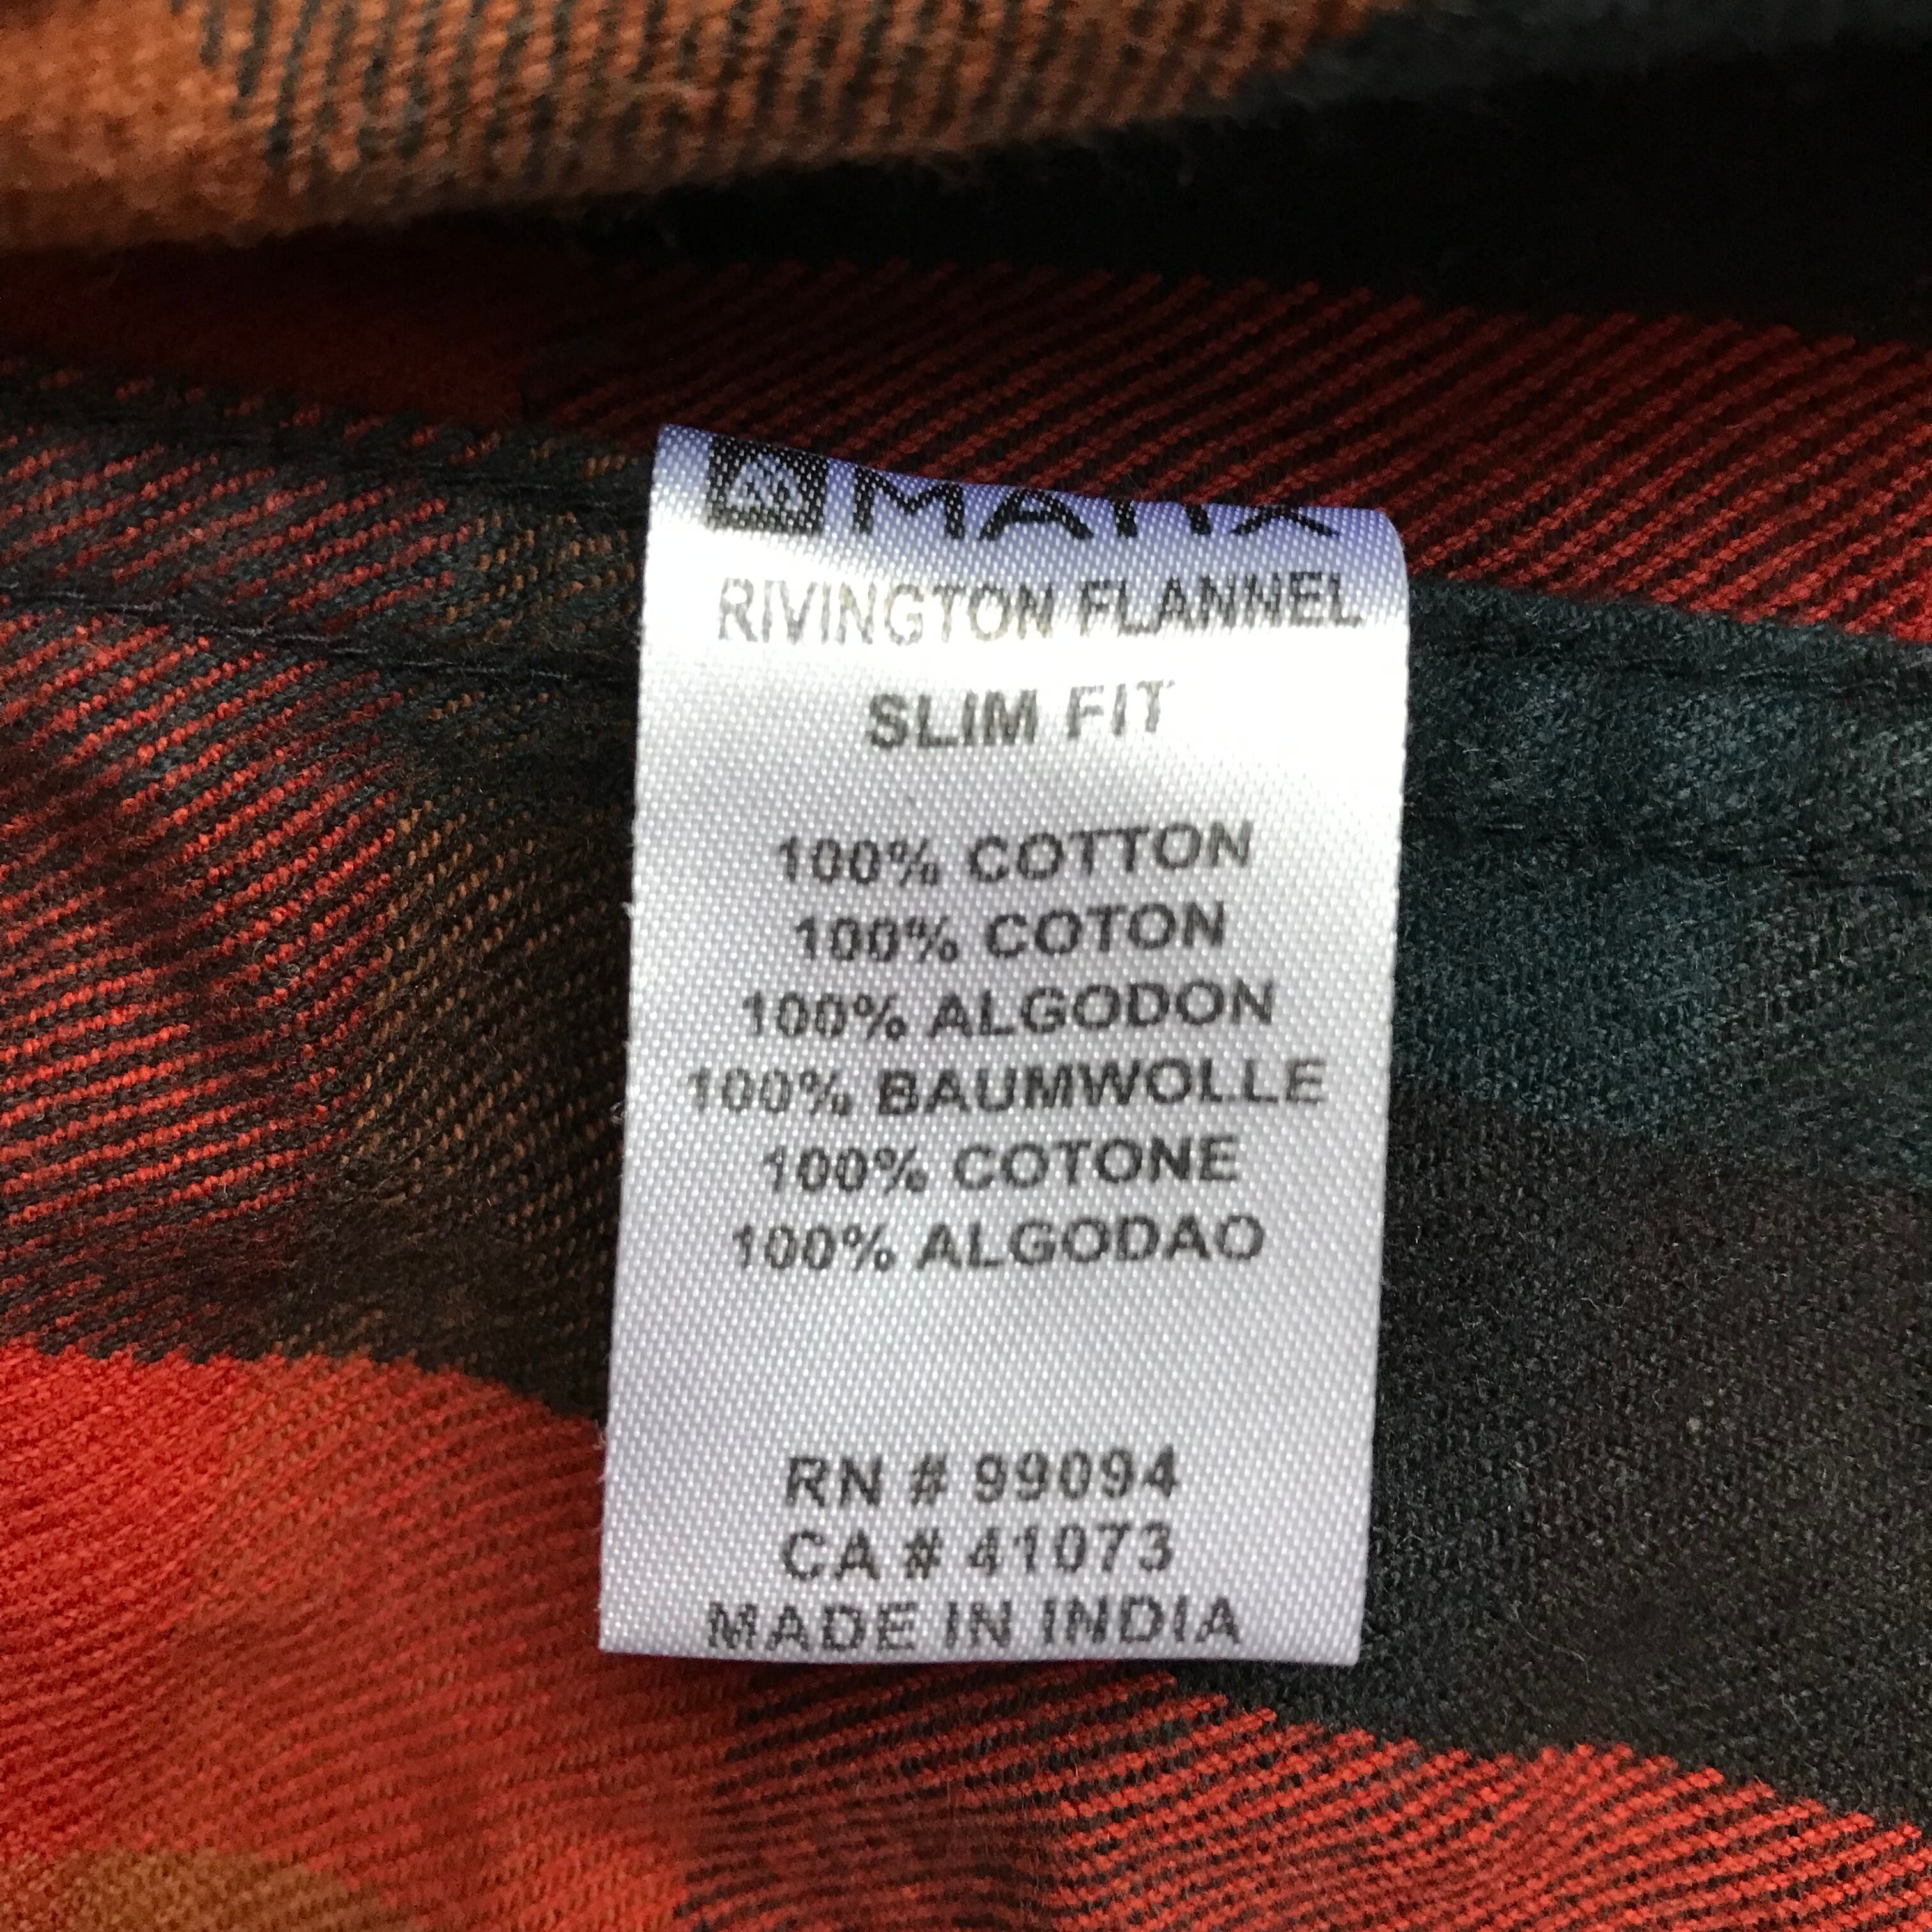 MATIX
RIVINGTON FLANNEL
SLIM FIT
100% COTTON
100% COTON
100% ALGODON
100% BAUMWOLLE
100% COTONE
100% ALGODAO
RN # 99094
CA # 41073
MADE IN INDIA